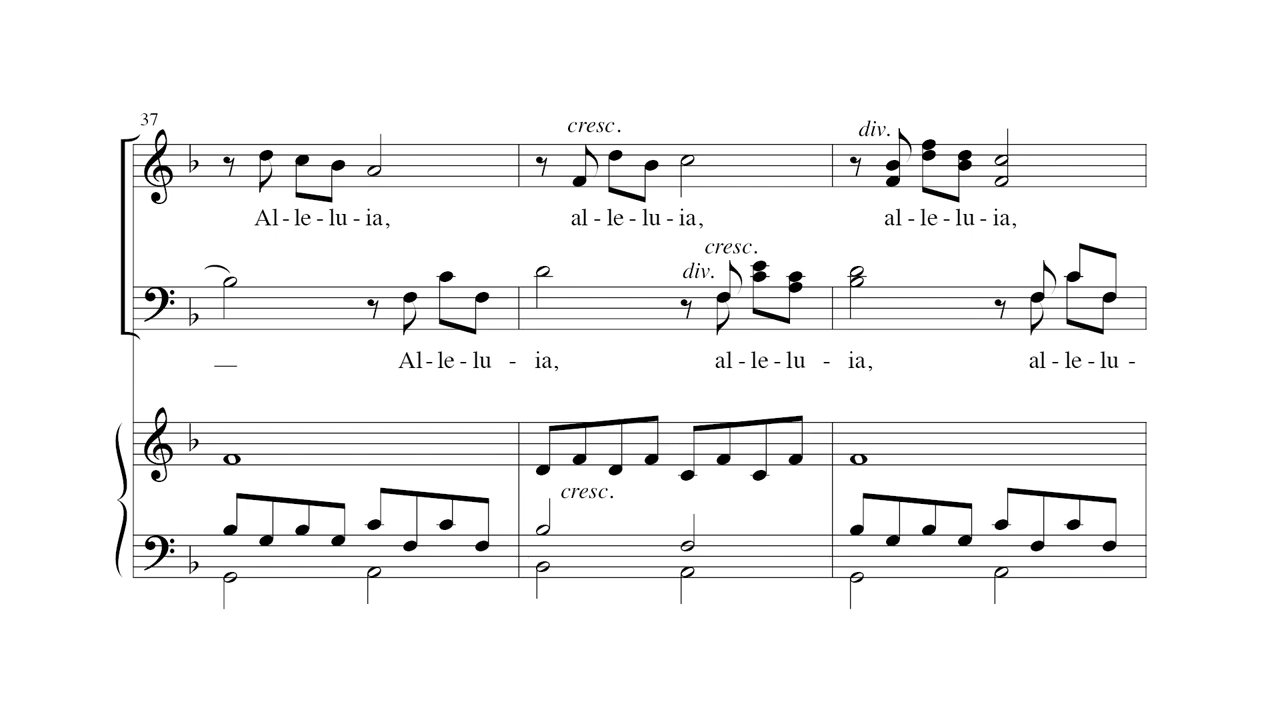 37
cresc.
div.
Al - le - lu - ia,
al - le - lu - ia,
al - le - lu - ia,
cresc.
div.
Al - le - lu - ia,
al - le - lu - ia,
al - le - lu -
cresc.